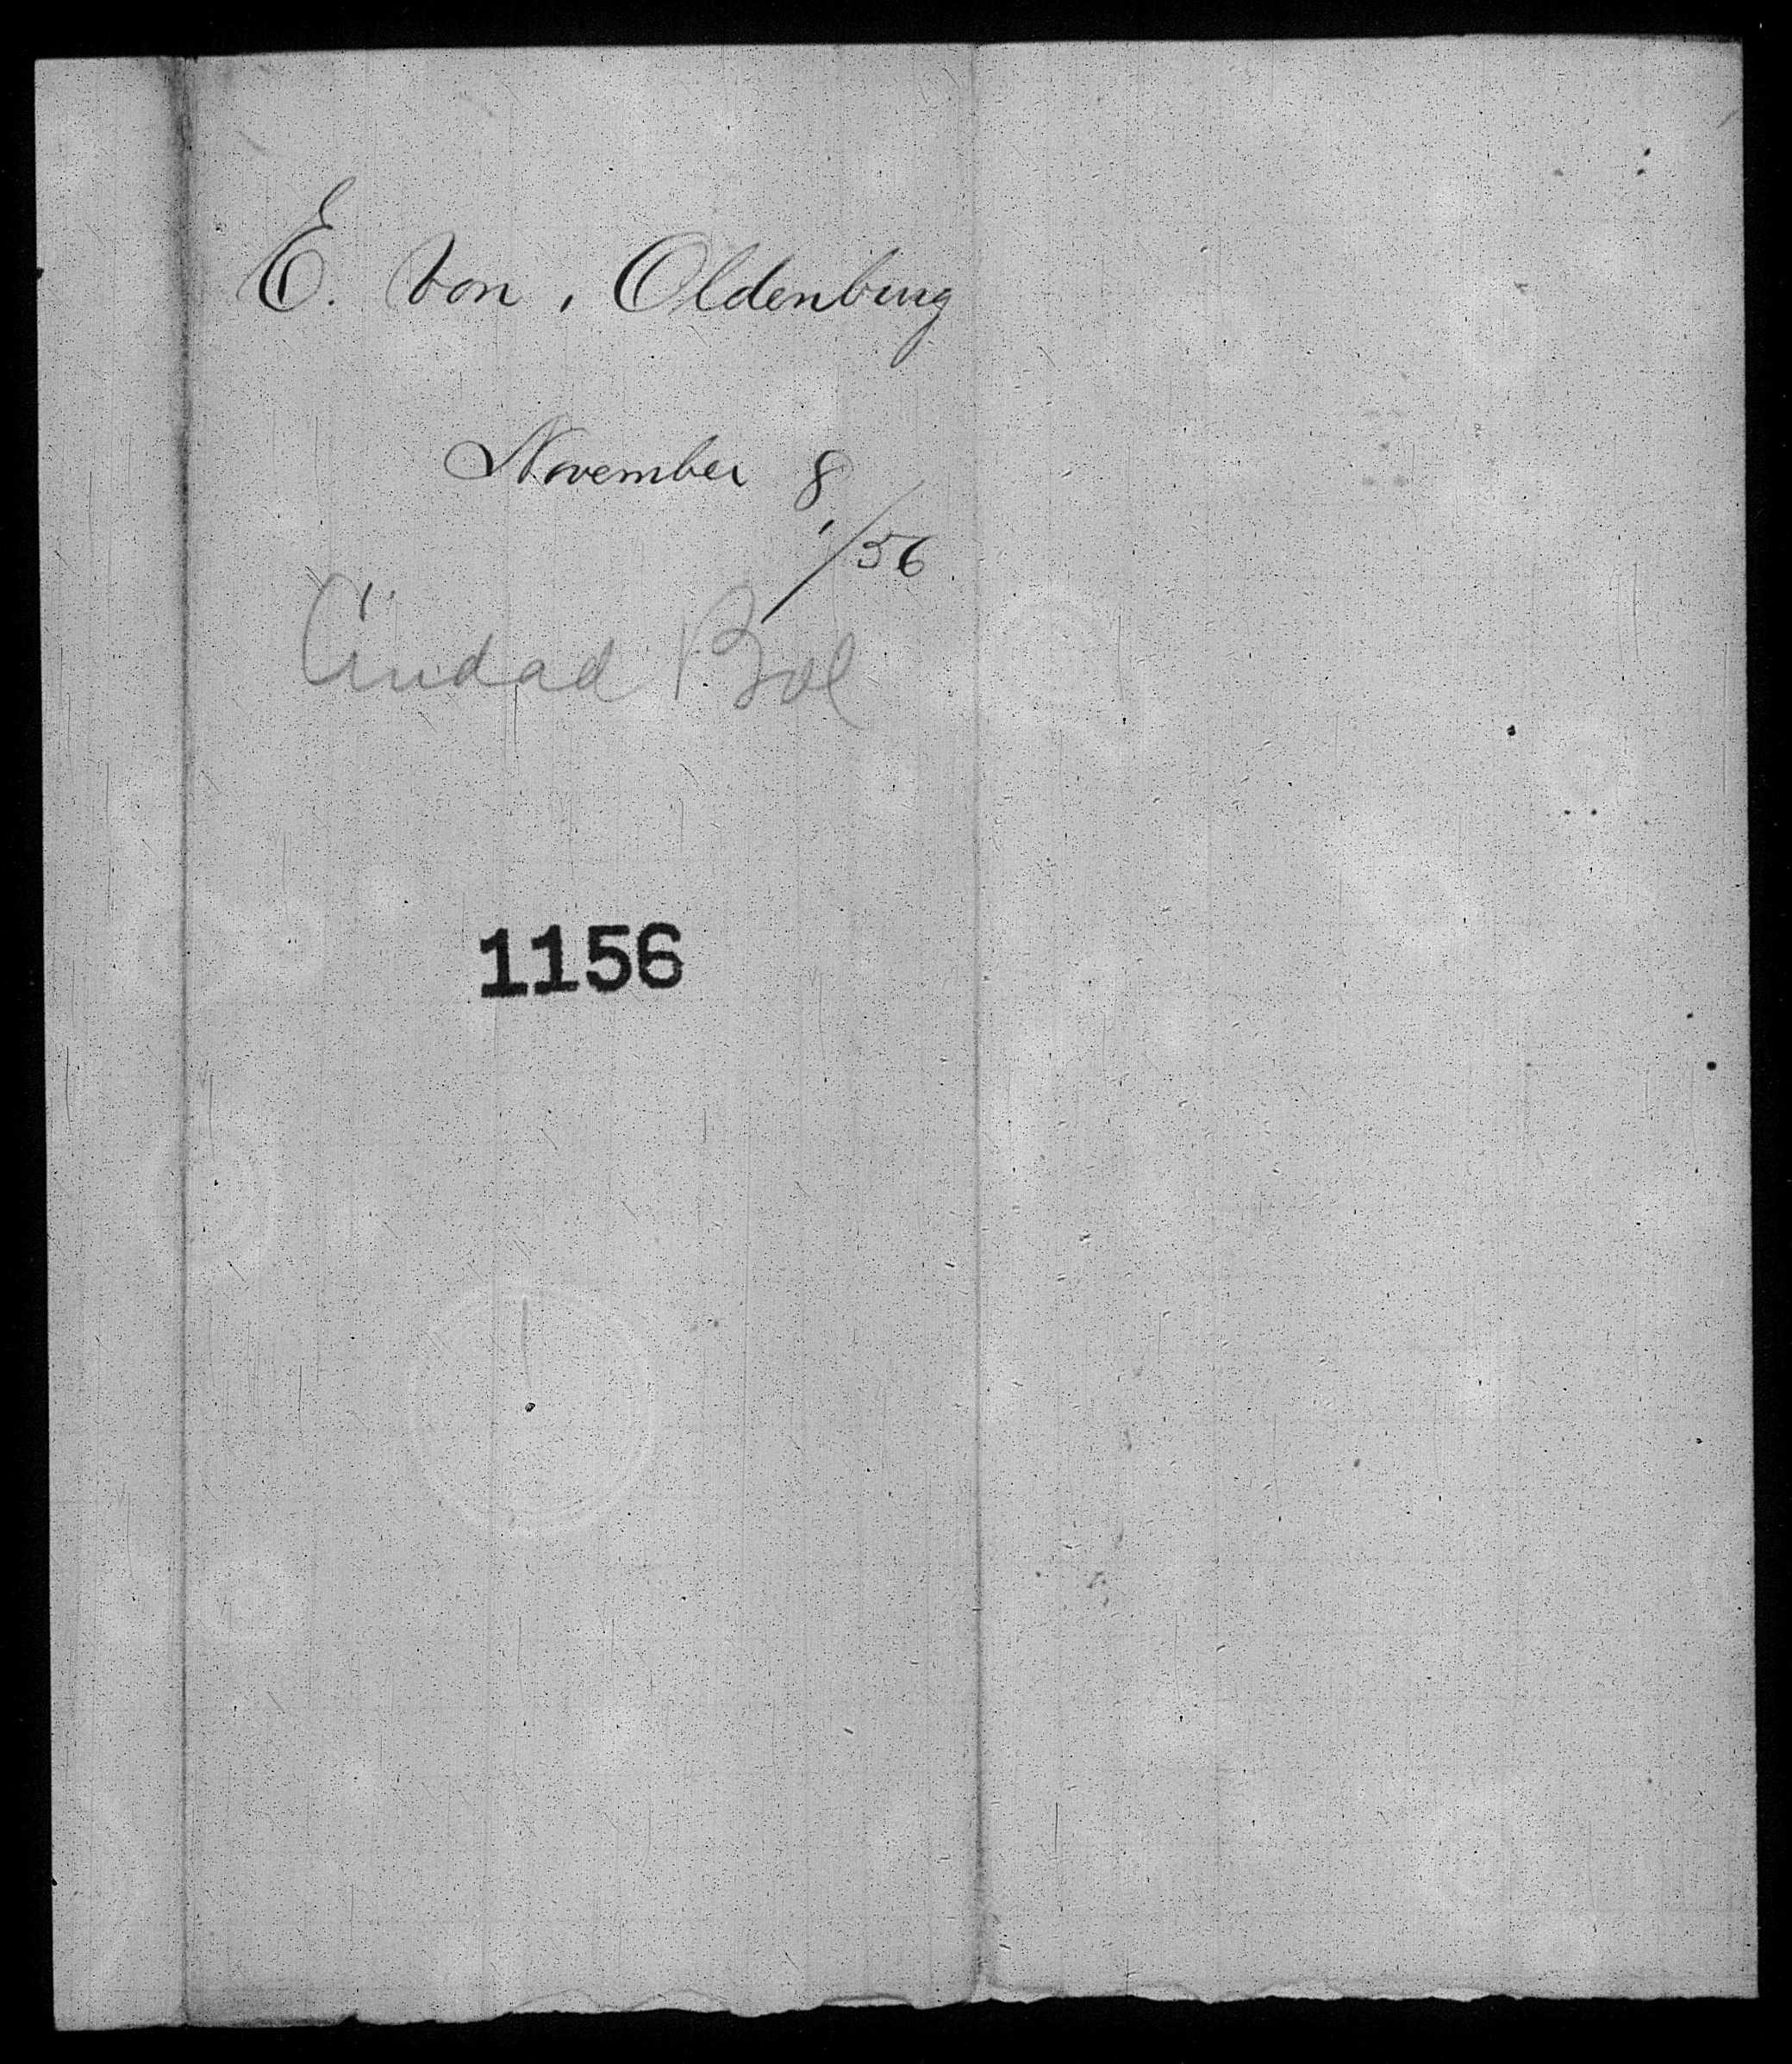 E. Von, Oldenburg
November 8
/56
Ciudad Bol
1156